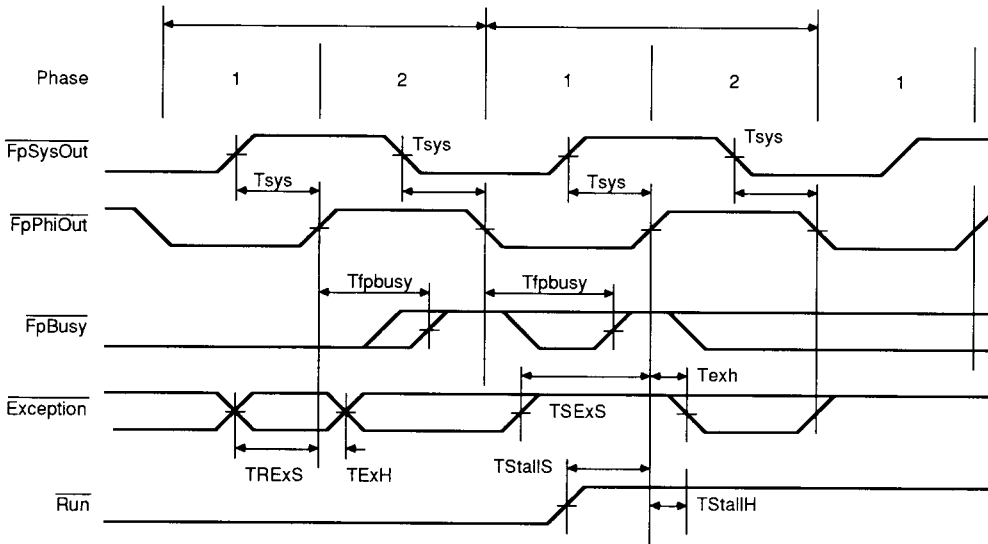 Phase 1 2 1 2 1
FpSysOut Tsys Tsys
Tsys Tsys
FpPhiOut
Tfpbusy Tfpbusy
FpBusy
Texh
Exception TSExS
TRExS TExH TStallS
Run TStallH